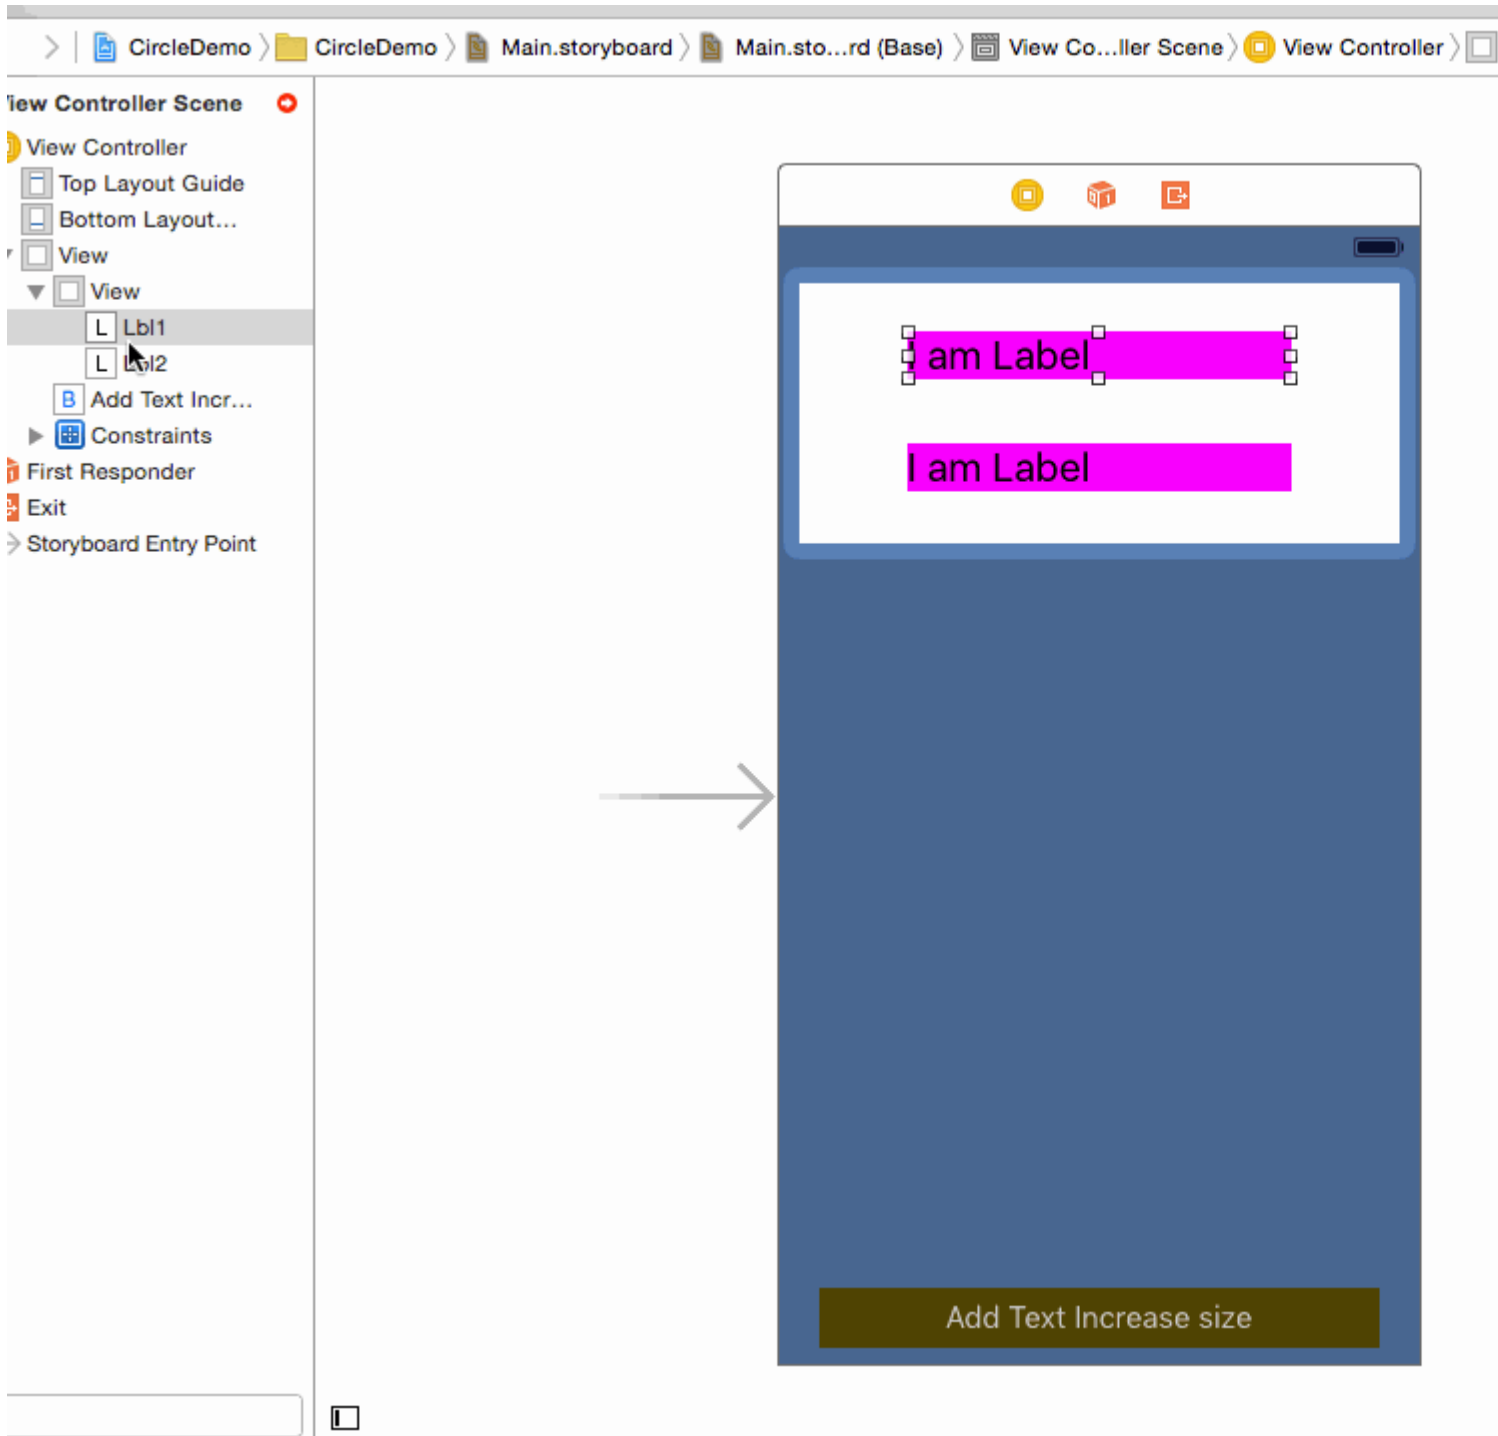 CircleDemo CircleDemo Main.storyboard Main.sto...rd (Base) View Co...ller Scene View Controller
iew Controller Scene
View Controller
Top Layout Guide
Bottom Layout...
View
View
L Lbl1
L Lbl2
B Add Text Incr...
Constraints
First Responder
Exit
Storyboard Entry Point
I am Label
I am Label
Add Text Increase size